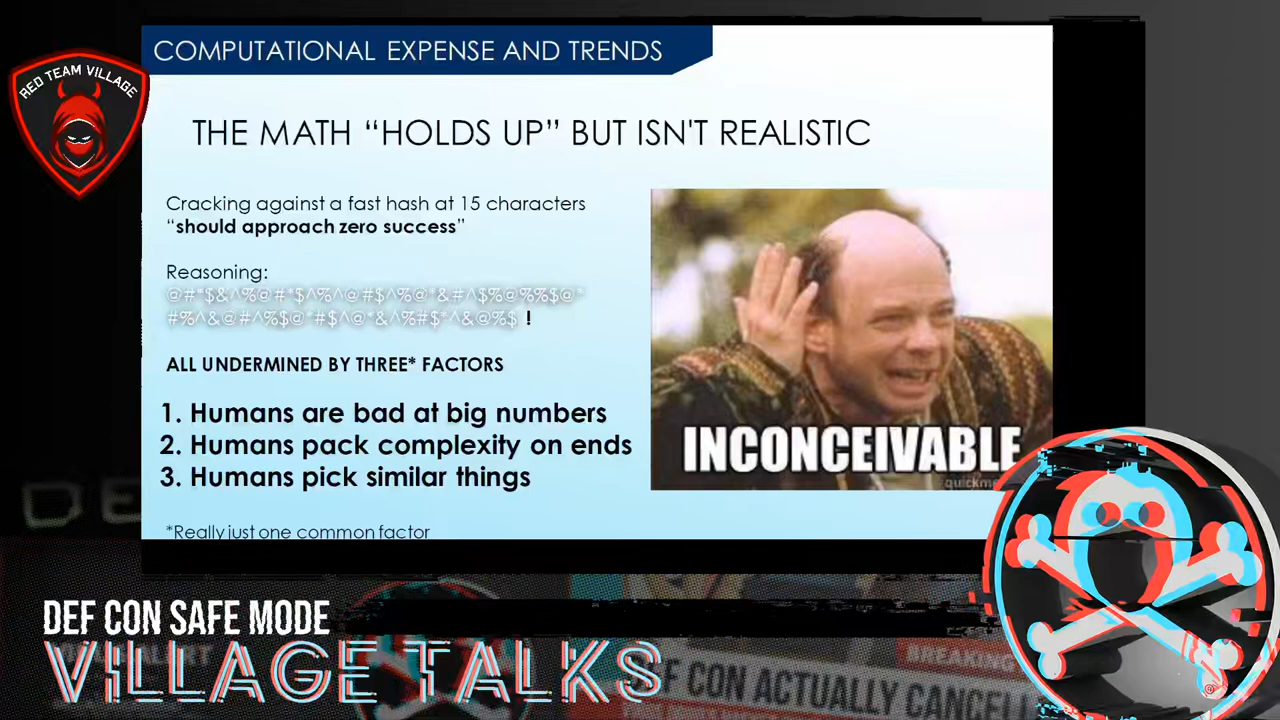 COMPUTATIONAL EXPENSE AND TRENDS
RED TEAM VILLAGE
THE MATH “HOLDS UP” BUT ISN'T REALISTIC
Cracking against a fast hash at 15 characters
“should approach zero success”
Reasoning:
@#*$&^%@#*$^%^@#$^%@*&#^$%@%%$@*
#%^&@#^%$@*#$^@*&^%#$*^&@%$ !
ALL UNDERMINED BY THREE* FACTORS
1. Humans are bad at big numbers
2. Humans pack complexity on ends
3. Humans pick similar things
*Really just one common factor
INCONCEIVABLE
DEF CON SAFE MODE
VILLAGE TALKS
BREAKING
DEF CON ACTUALLY